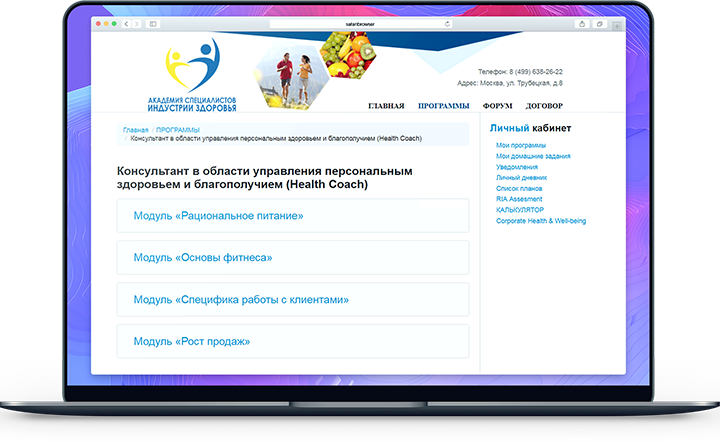 safaribrowser
АКАДЕМИЯ СПЕЦИАЛИСТОВ
ИНДУСТРИИ ЗДОРОВЬЯ
Телефон: 8 (499) 638-26-22
Адрес: Москва, ул. Трубецкая, д.8
ГЛАВНАЯ ПРОГРАММЫ ФОРУМ ДОГОВОР
Главная / ПРОГРАММЫ
/ Консультант в области управления персональным здоровьем и благополучием (Health Coach)
Консультант в области управления персональным
здоровьем и благополучием (Health Coach)
Модуль «Рациональное питание»
Модуль «Основы фитнеса»
Модуль «Специфика работы с клиентами»
Модуль «Рост продаж»
Личный кабинет
Мои программы
Мои домашние задания
Уведомления
Личный дневник
Список планов
RIA Assesment
КАЛЬКУЛЯТОР
Corporate Health & Well-being